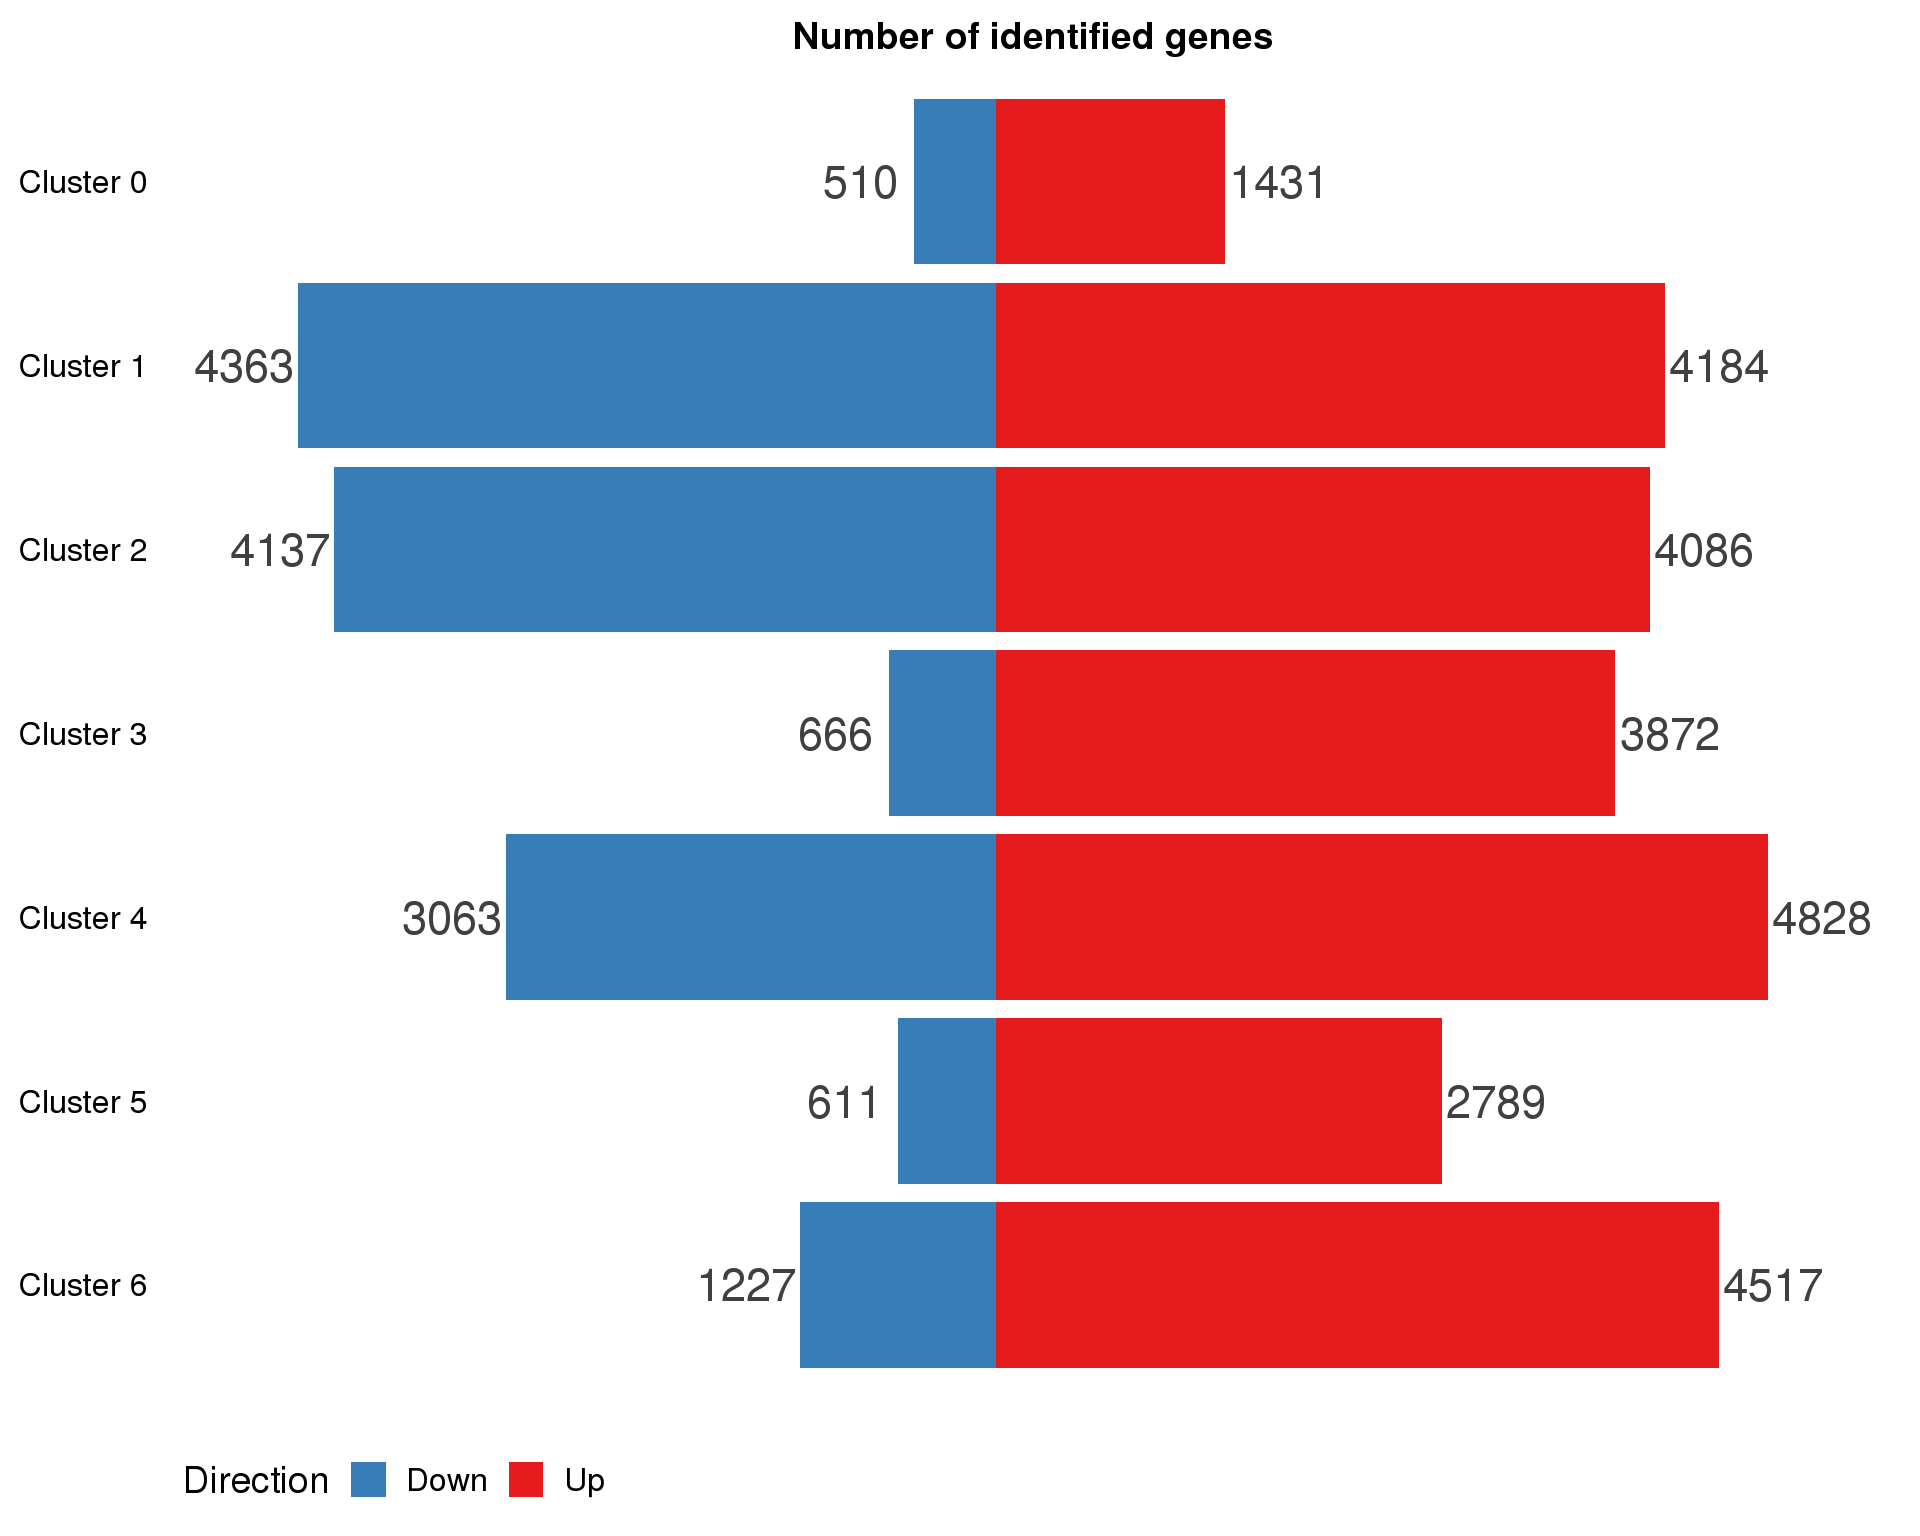 Number of identified genes
Cluster 0 510 1431
Cluster 1 4363 4184
Cluster 2 4137 4086
Cluster 3 666 3872
Cluster 4 3063 4828
Cluster 5 611 2789
Cluster 6 1227 4517
Direction Down Up